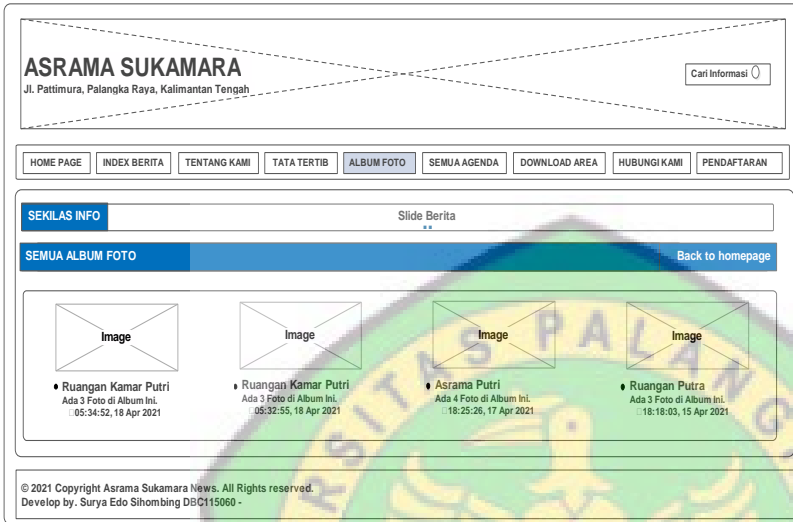 ASRAMA SUKAMARA
Jl. Pattimura, Palangka Raya, Kalimantan Tengah
Cari Informasi
HOME PAGE INDEX BERITA TENTANG KAMI TATA TERTIB ALBUM FOTO SEMUA AGENDA DOWNLOAD AREA HUBUNGI KAMI PENDAFTARAN
SEKILAS INFO Slide Berita
SEMUA ALBUM FOTO Back to homepage
Image Image Image Image
Ruangan Kamar Putri Ruangan Kamar Putri Asrama Putri Ruangan Putra
Ada 3 Foto di Album Ini. Ada 3 Foto di Album Ini. Ada 4 Foto di Album Ini. Ada 3 Foto di Album Ini.
05:34:52, 18 Apr 2021 05:32:55, 18 Apr 2021 18:25:26, 17 Apr 2021 18:18:03, 15 Apr 2021
© 2021 Copyright Asrama Sukamara News. All Rights reserved.
Develop by. Surya Edo Sihombing DBC115060 -
RSITAS PALANG